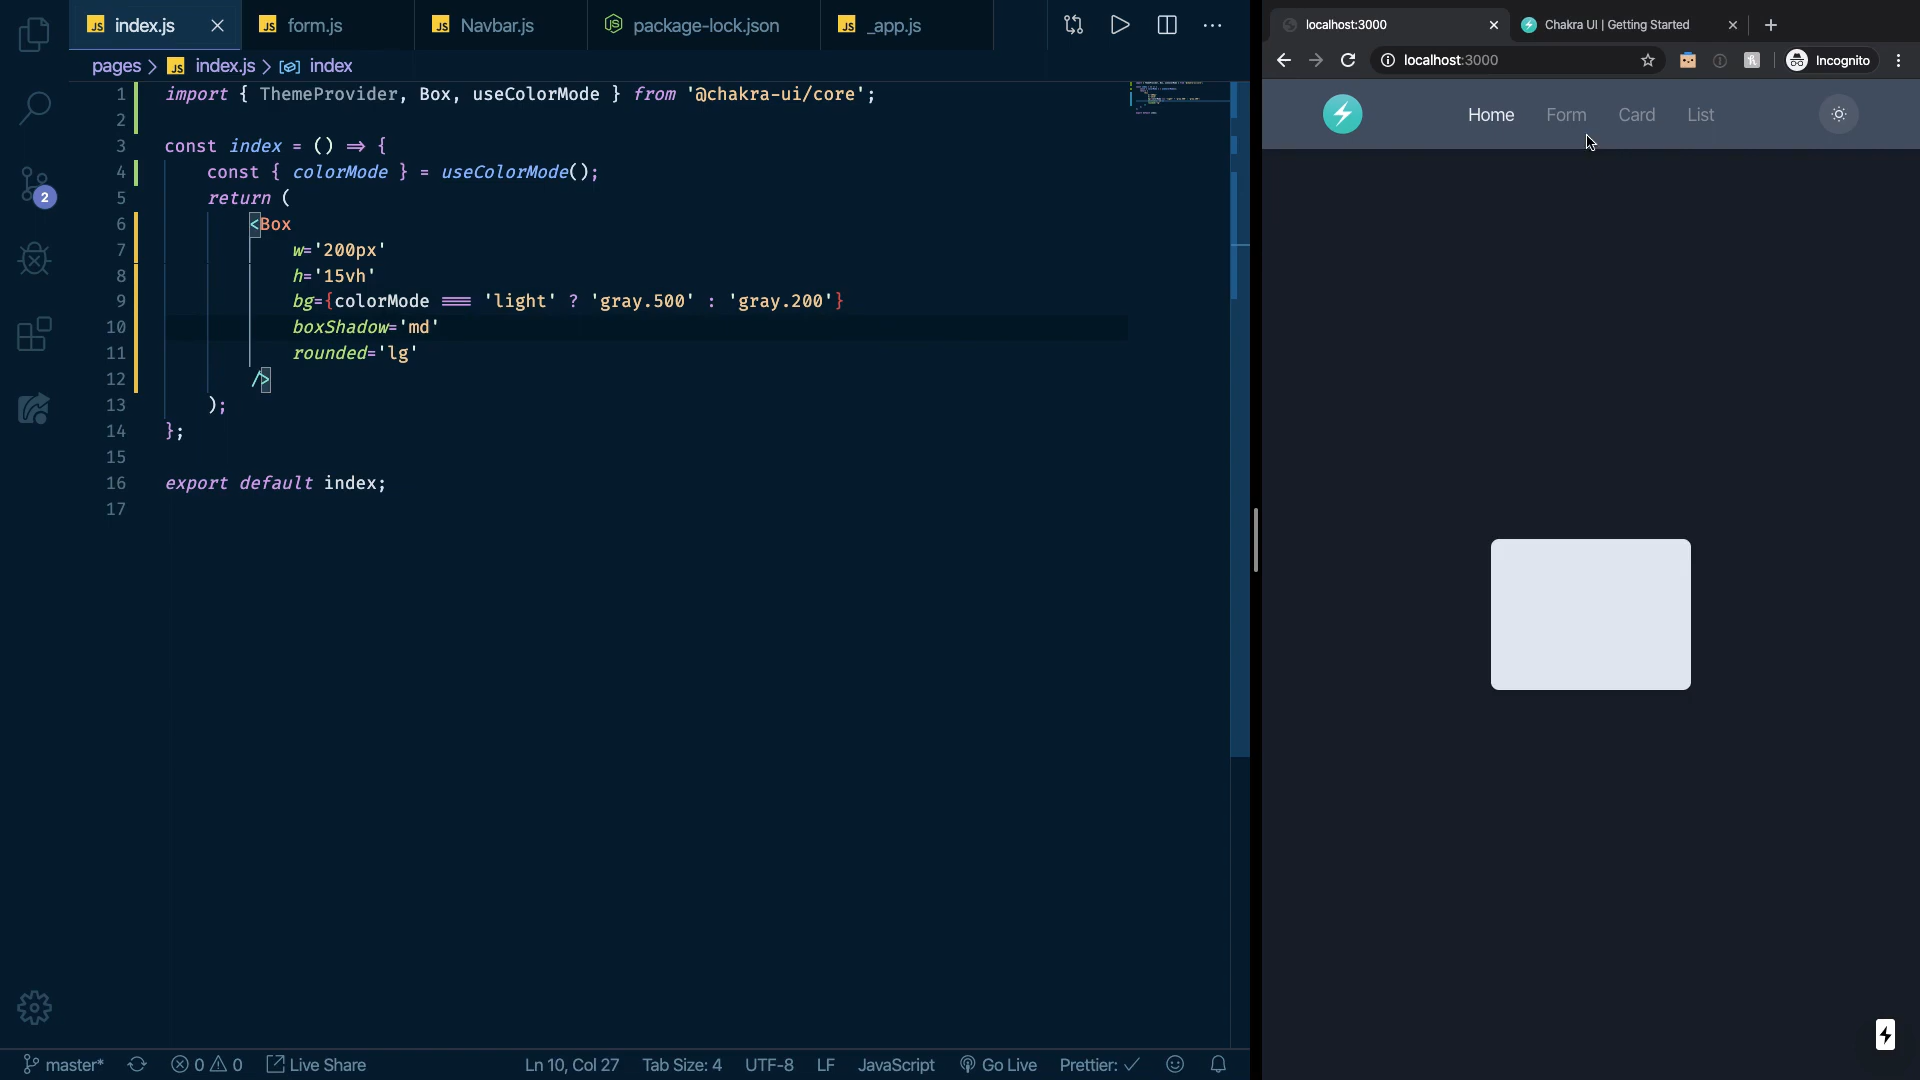 JS index.js
JS form.js
JS Navbar.js
package-lock.json
JS _app.js
pages > JS index.js > index
1 import { ThemeProvider, Box, useColorMode } from '@chakra-ui/core';
2
3 const index = () ⇒ {
4 const { colorMode } = useColorMode();
5 return (
6 <Box
7 w='200px'
8 h='15vh'
9 bg={colorMode === 'light' ? 'gray.500' : 'gray.200'}
10 boxShadow='md'
11 rounded='lg'
12 />
13 );
14 };
15
16 export default index;
17
2
master*
0 0
Live Share
Ln 10, Col 27
Tab Size: 4
UTF-8
LF
JavaScript
Go Live
Prettier: ✓
localhost:3000
Chakra UI | Getting Started
localhost:3000
Incognito
Home
Form
Card
List